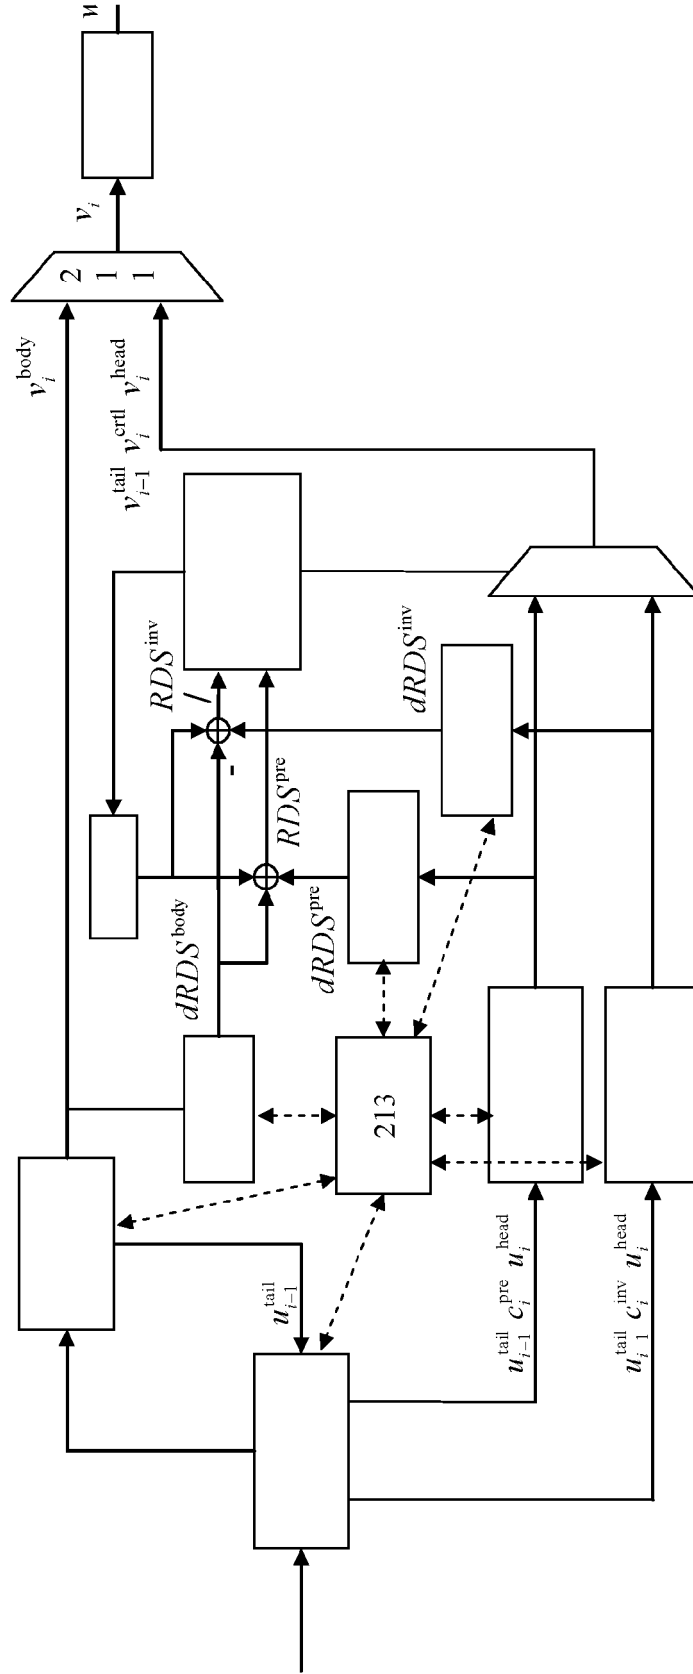 w
v_i
2 1 1
v_i^body
v_{i-1}^tail v_i^crtl v_i^head
RDS^inv
/
-
dRDS^inv
RDS^pre
dRDS^body
dRDS^pre
213
u_{i-1}^tail
u_{i-1}^tail c_i^pre u_i^head
u_{i-1}^tail c_i^inv u_i^head